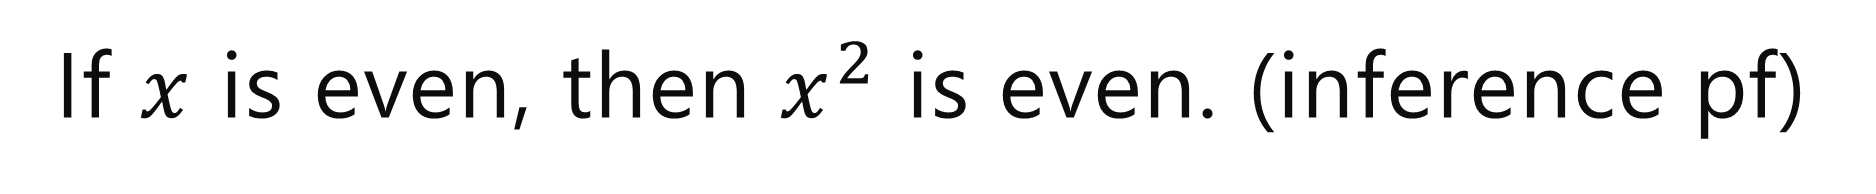 If 𝑥 is even, then 𝑥² is even. (inference pf)